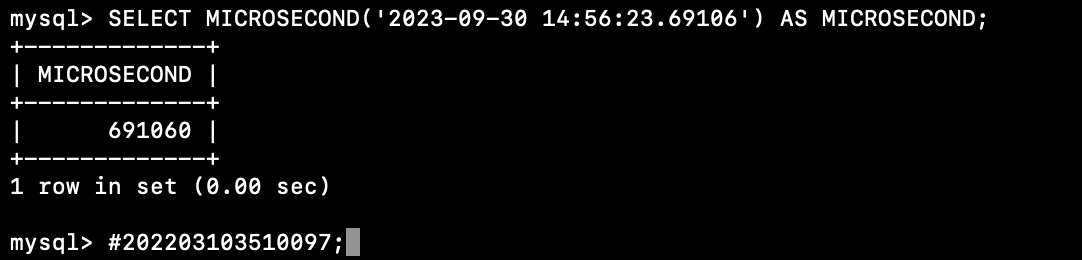 mysql> SELECT MICROSECOND('2023-09-30 14:56:23.69106') AS MICROSECOND;
+-------------+
| MICROSECOND |
+-------------+
|      691060 |
+-------------+
1 row in set (0.00 sec)
mysql> #202203103510097;